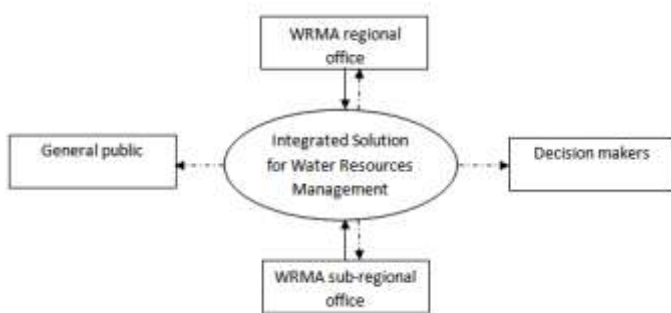 WRMA regional
office
General public
Integrated Solution
for Water Resources
Management
Decision makers
WRMA sub-regional
office